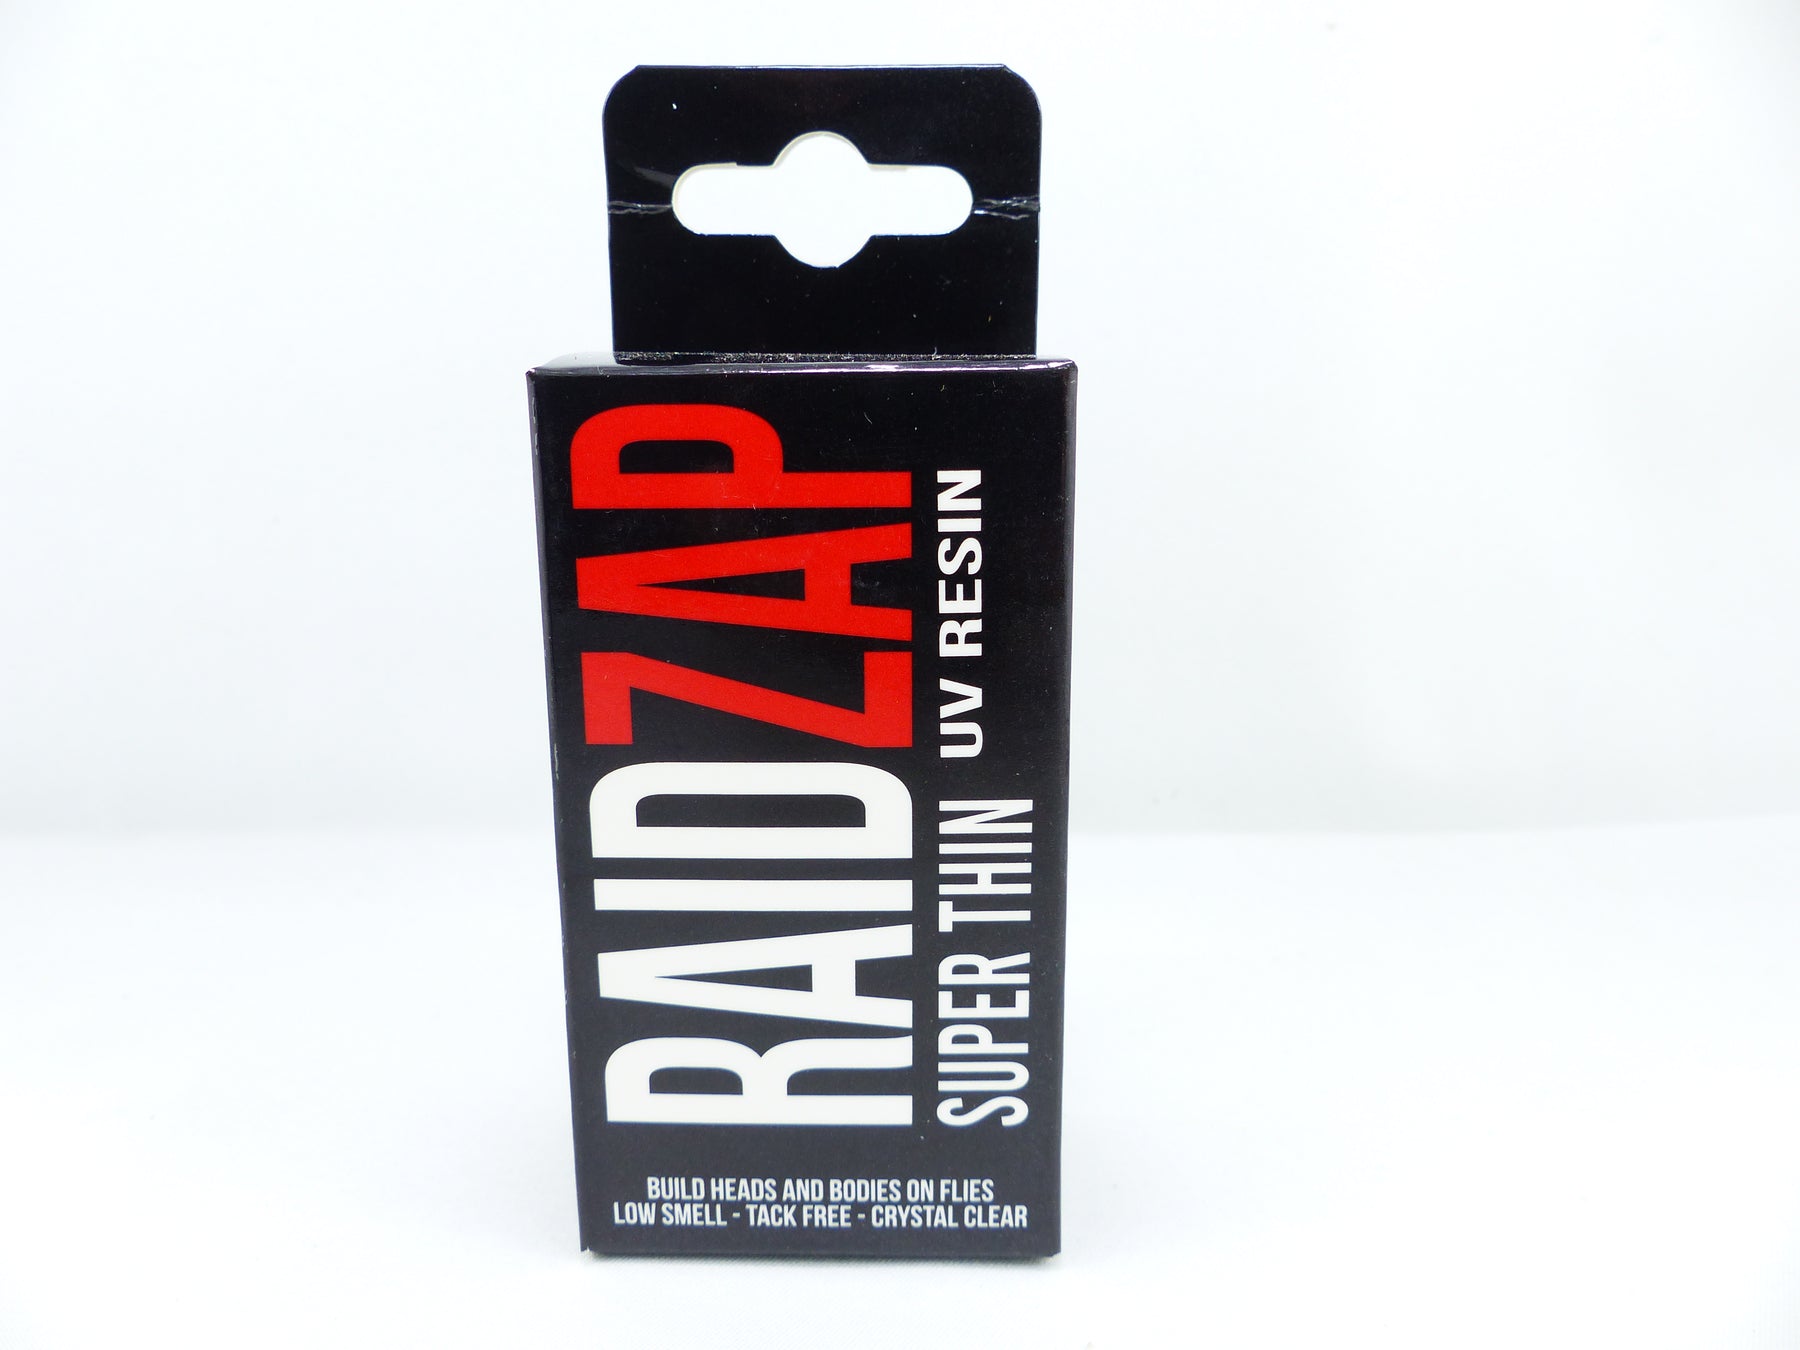 RAIDZAP
SUPER THIN UV RESIN
BUILD HEADS AND BODIES ON FLIES
LOW SMELL - TACK FREE - CRYSTAL CLEAR